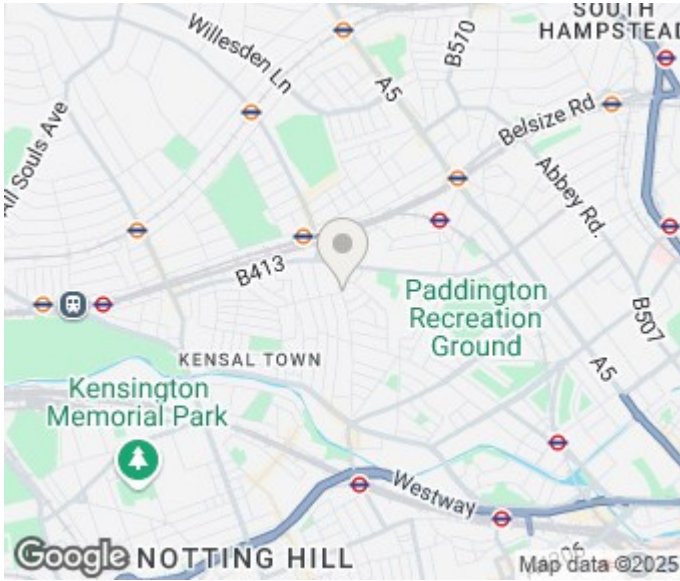 SOUTH
HAMPSTEAD
Willesden Ln
B510
A5
Belsize Rd
All Souls Ave
Abbey Rd.
B413
Paddington
Recreation
Ground
B507
KENSAL TOWN
A5
Kensington
Memorial Park
Westway
Google
NOTTING HILL
Map data ©2025